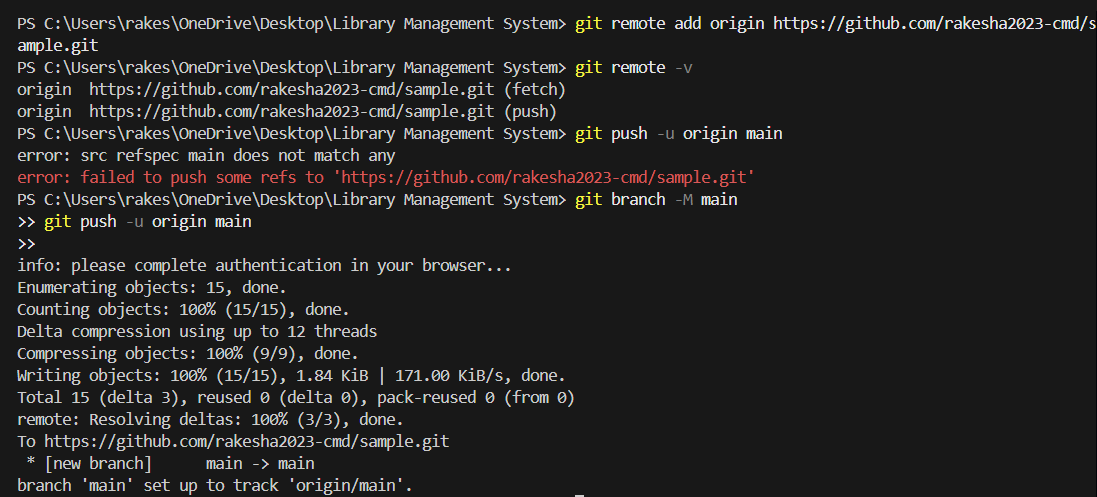 PS C:\Users\rakes\OneDrive\Desktop\Library Management System> git remote add origin https://github.com/rakesha2023-cmd/s
ample.git
PS C:\Users\rakes\OneDrive\Desktop\Library Management System> git remote -v
origin  https://github.com/rakesha2023-cmd/sample.git (fetch)
origin  https://github.com/rakesha2023-cmd/sample.git (push)
PS C:\Users\rakes\OneDrive\Desktop\Library Management System> git push -u origin main
error: src refspec main does not match any
error: failed to push some refs to 'https://github.com/rakesha2023-cmd/sample.git'
PS C:\Users\rakes\OneDrive\Desktop\Library Management System> git branch -M main
>> git push -u origin main
>>
info: please complete authentication in your browser...
Enumerating objects: 15, done.
Counting objects: 100% (15/15), done.
Delta compression using up to 12 threads
Compressing objects: 100% (9/9), done.
Writing objects: 100% (15/15), 1.84 KiB | 171.00 KiB/s, done.
Total 15 (delta 3), reused 0 (delta 0), pack-reused 0 (from 0)
remote: Resolving deltas: 100% (3/3), done.
To https://github.com/rakesha2023-cmd/sample.git
 * [new branch]      main -> main
branch 'main' set up to track 'origin/main'.